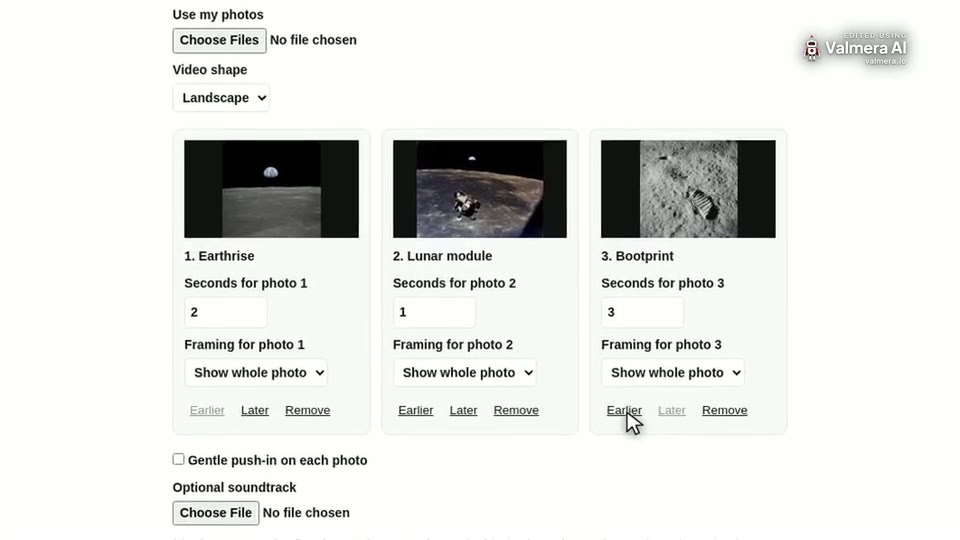 Use my photos
Choose Files No file chosen
EDITED USING
Valmera AI
valmera.io
Video shape
Landscape
1. Earthrise
2. Lunar module
3. Bootprint
Seconds for photo 1
Seconds for photo 2
Seconds for photo 3
2
1
3
Framing for photo 1
Framing for photo 2
Framing for photo 3
Show whole photo
Show whole photo
Show whole photo
Earlier Later Remove
Earlier Later Remove
Earlier Later Remove
Gentle push-in on each photo
Optional soundtrack
Choose File No file chosen